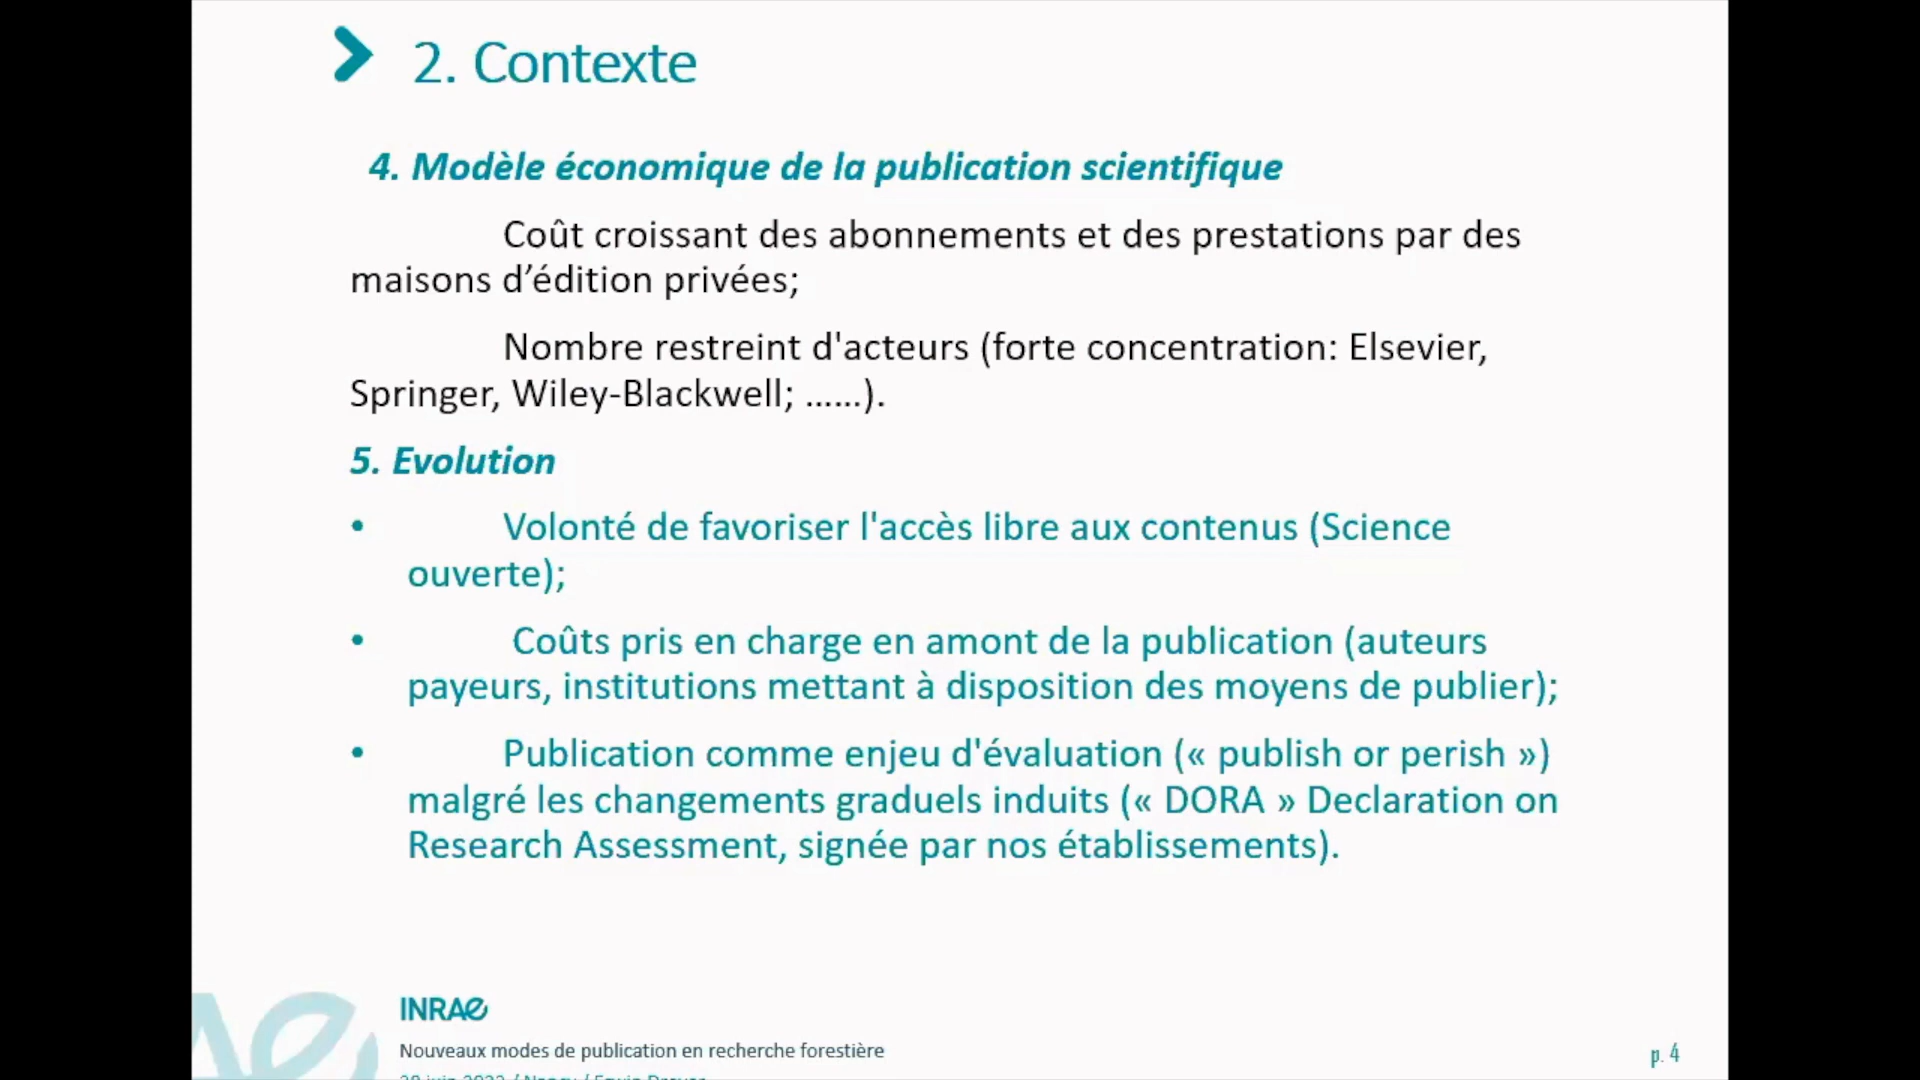 2. Contexte
4. Modèle économique de la publication scientifique
Coût croissant des abonnements et des prestations par des
maisons d’édition privées;
Nombre restreint d'acteurs (forte concentration: Elsevier,
Springer, Wiley-Blackwell; ……).
5. Evolution
• Volonté de favoriser l'accès libre aux contenus (Science
ouverte);
• Coûts pris en charge en amont de la publication (auteurs
payeurs, institutions mettant à disposition des moyens de publier);
• Publication comme enjeu d'évaluation (« publish or perish »)
malgré les changements graduels induits (« DORA » Declaration on
Research Assessment, signée par nos établissements).
INRAE
Nouveaux modes de publication en recherche forestière
p. 4